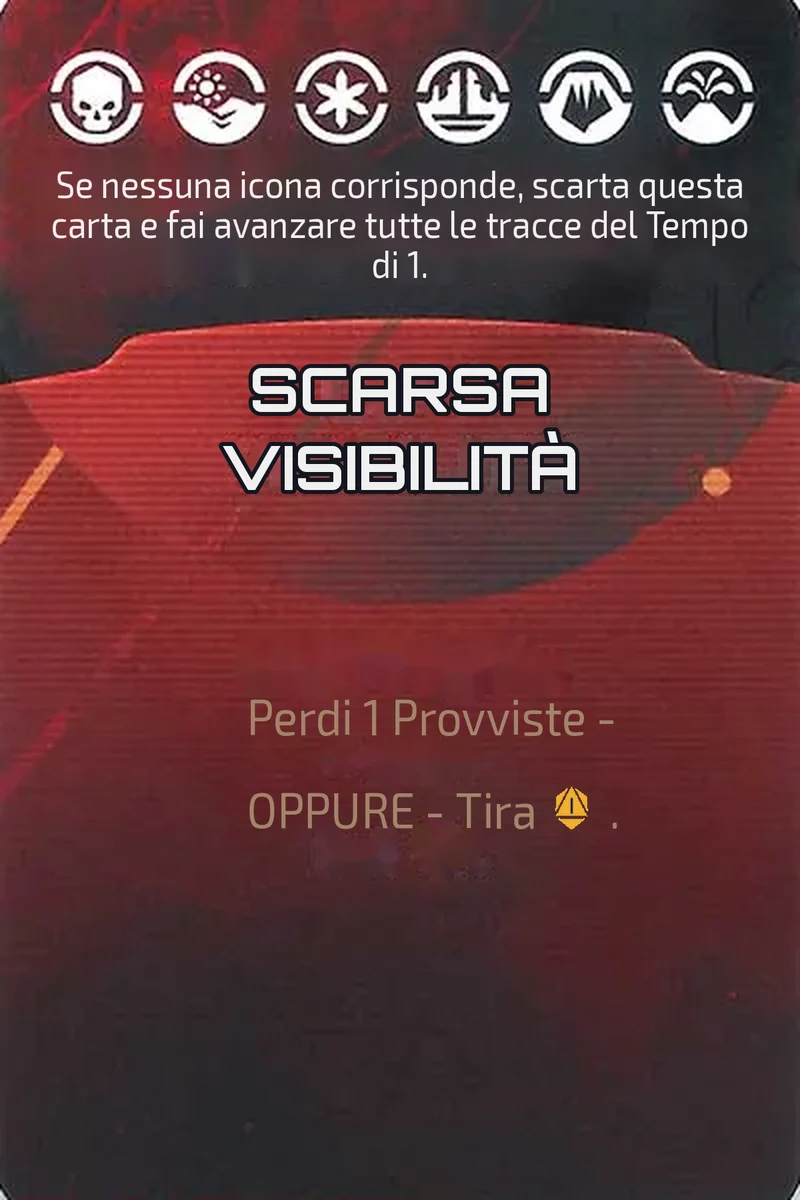 Se nessuna icona corrisponde, scarta questa
carta e fai avanzare tutte le tracce del Tempo
di 1.
SCARSA
VISIBILITÀ
Perdi 1 Provviste -
OPPURE - Tira .